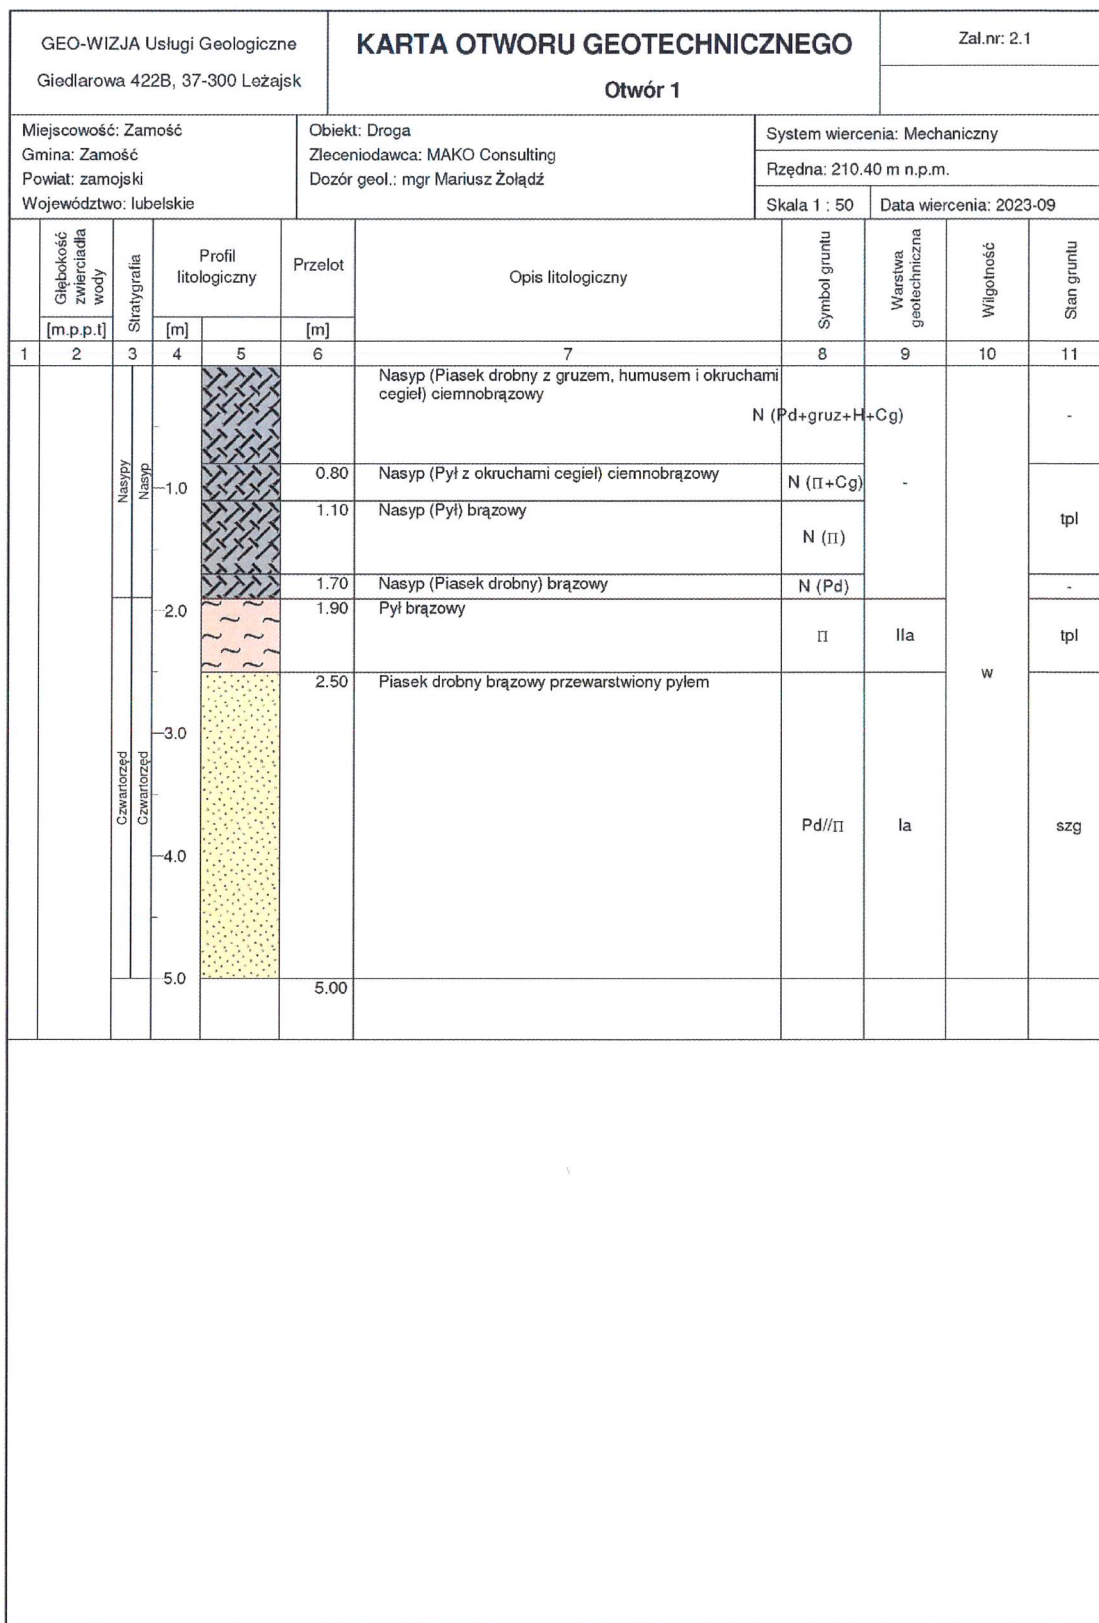 GEO-WIZJA Usługi Geologiczne
Giedlarowa 422B, 37-300 Leżajsk
KARTA OTWORU GEOTECHNICZNEGO
Otwór 1
Zał.nr: 2.1
Miejscowość: Zamość
Gmina: Zamość
Powiat: zamojski
Województwo: lubelskie
Obiekt: Droga
Zleceniodawca: MAKO Consulting
Dozór geol.: mgr Mariusz Żołądź
System wiercenia: Mechaniczny
Rzędna: 210.40 m n.p.m.
Skala 1 : 50
Data wiercenia: 2023-09
Głębokość zwierciadła wody
[m.p.p.t]
Stratygrafia
Profil litologiczny
[m]
Przelot
[m]
Opis litologiczny
Symbol gruntu
Warstwa geotechniczna
Wilgotność
Stan gruntu
1 2 3 4 5 6 7 8 9 10 11
Nasyp (Piasek drobny z gruzem, humusem i okruchami
cegieł) ciemnobrązowy
N (Pd+gruz+H+Cg)
-
Nasypy
Nasyp
1.0
0.80 Nasyp (Pył z okruchami cegieł) ciemnobrązowy N (Π+Cg) -
1.10 Nasyp (Pył) brązowy
N (Π)
tpl
1.70 Nasyp (Piasek drobny) brązowy N (Pd) -
2.0
1.90 Pył brązowy
Π IIa tpl
w
2.50 Piasek drobny brązowy przewarstwiony pyłem
3.0
Czwartorzęd
Czwartorzęd
Pd//Π Ia szg
4.0
5.0
5.00